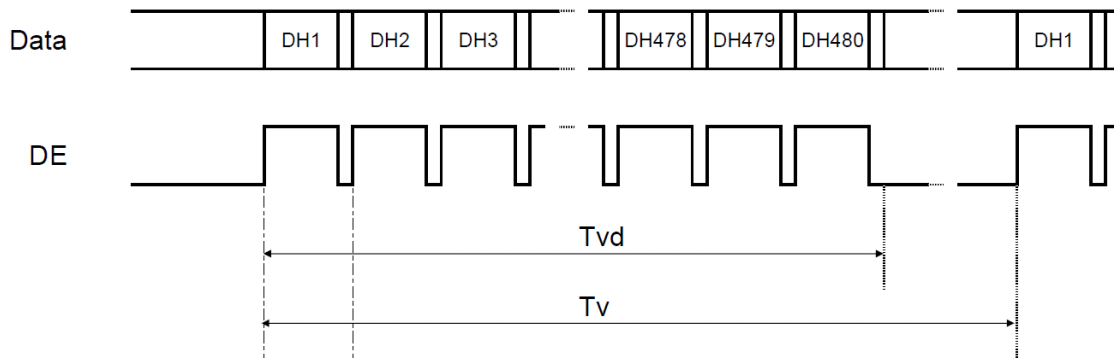 Data DH1 DH2 DH3 DH478 DH479 DH480 DH1
DE
Tvd
Tv